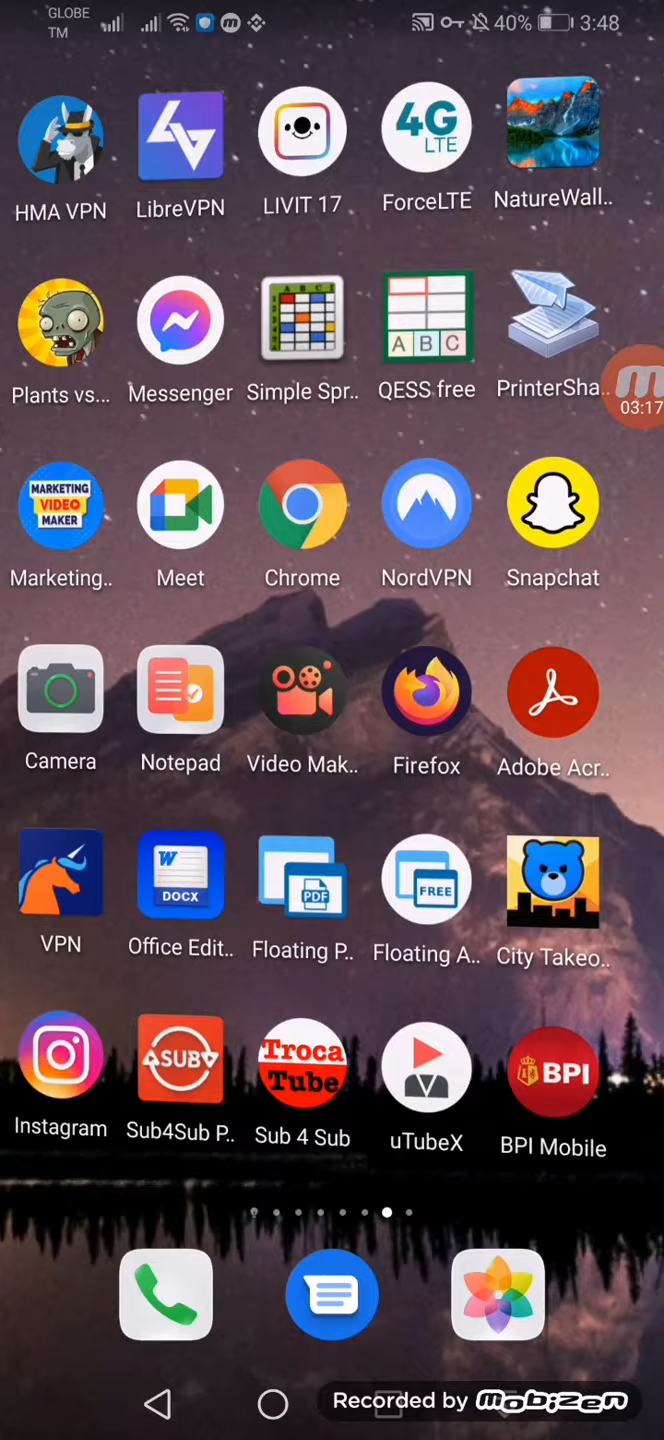 GLOBE
TM
40% 3:48
4G
LTE
HMA VPN
LibreVPN
LIVIT 17
ForceLTE
NatureWall..
A B C
Plants vs...
Messenger
Simple Spr..
QESS free
PrinterSha..
03:17
MARKETING
VIDEO
MAKER
Marketing..
Meet
Chrome
NordVPN
Snapchat
Camera
Notepad
Video Mak..
Firefox
Adobe Acr..
W
DOCX
PDF
FREE
VPN
Office Edit..
Floating P..
Floating A..
City Takeo..
SUB
Troca
Tube
BPI
Instagram
Sub4Sub P..
Sub 4 Sub
uTubeX
BPI Mobile
Recorded by mobizen